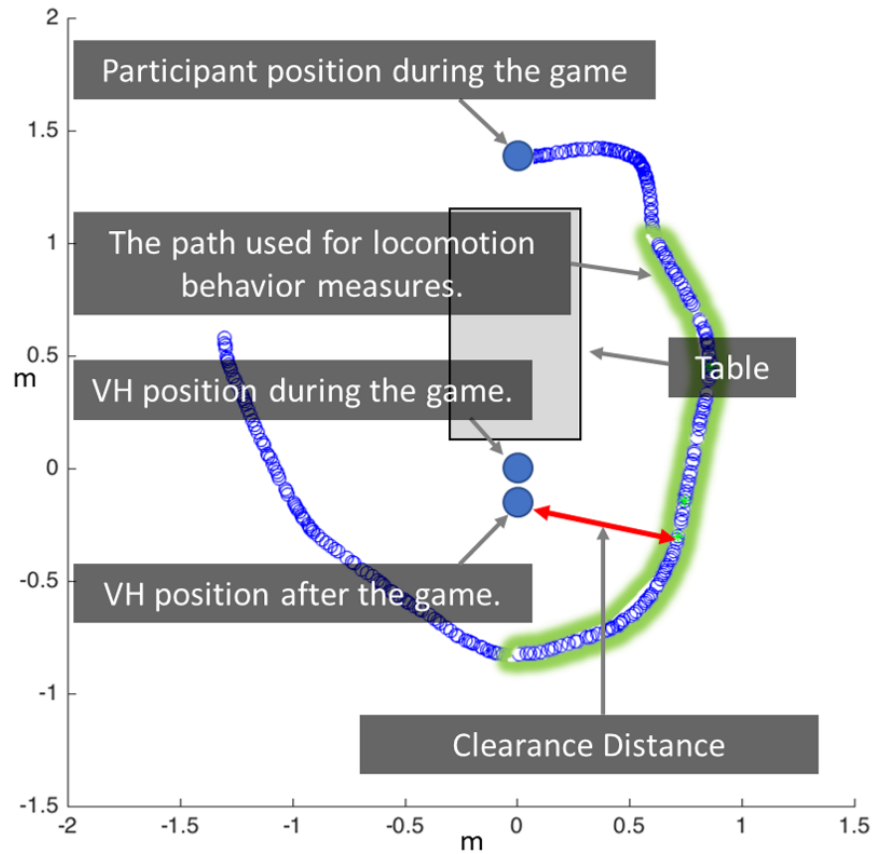 2
Participant position during the game
1.5
The path used for locomotion
behavior measures.
1
0.5
m
VH position during the game.
Table
0
VH position after the game.
-0.5
-1
Clearance Distance
-1.5
-2
-1.5
-1
-0.5
0
0.5
1
1.5
m